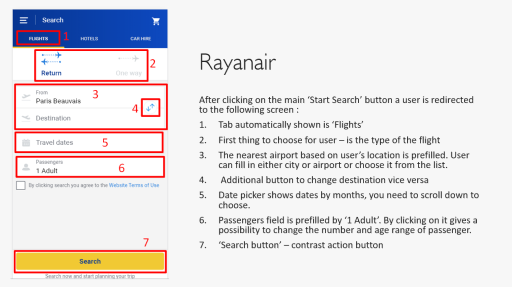 Search
FLIGHTS 1 HOTELS CAR HIRE
Return 2 One way
From
Paris Beauvais 3
4
Destination
Travel dates 5
Passengers
1 Adult 6
By clicking search you agree to the Website Terms of Use
7
Search
Search now and start planning your trip
Rayanair
After clicking on the main ‘Start Search’ button a user is redirected
to the following screen :
1. Tab automatically shown is ‘Flights’
2. First thing to choose for user – is the type of the flight
3. The nearest airport based on user’s location is prefilled. User
can fill in either city or airport or choose it from the list.
4. Additional button to change destination vice versa
5. Date picker shows dates by months, you need to scroll down to
choose.
6. Passengers field is prefilled by ‘1 Adult’. By clicking on it gives a
possibility to change the number and age range of passenger.
7. ‘Search button’ – contrast action button